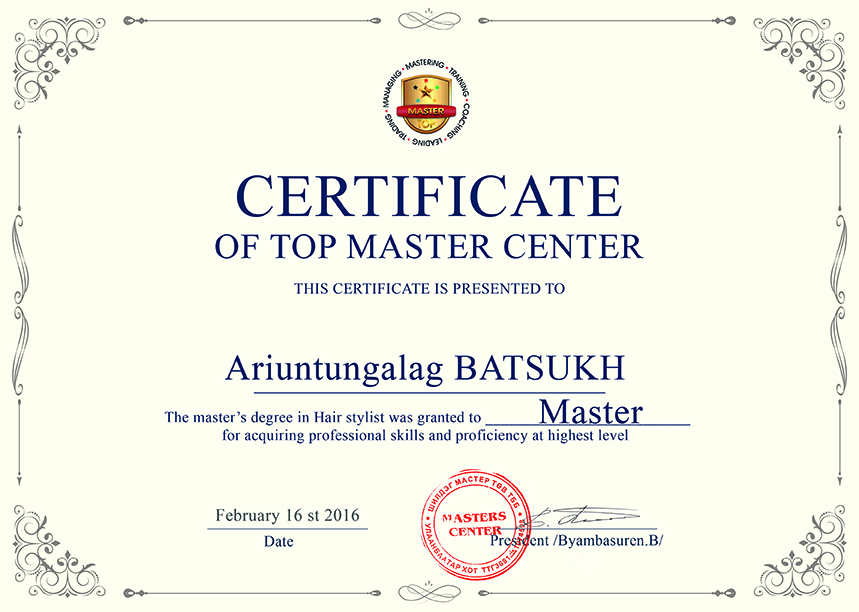 MANAGING • MASTERING • TRAINING • COACHING • LEADING • TRADING
MASTER
TOP
CERTIFICATE
OF TOP MASTER CENTER
THIS CERTIFICATE IS PRESENTED TO
Ariuntungalag BATSUKH
The master's degree in Hair stylist was granted to Master
for acquiring professional skills and proficiency at highest level
February 16 st 2016
Date
ШИЛДЭГ МАСТЕР ТӨВ ТББ
MASTERS
CENTER
УЛААНБААТАР ХОТ
President /Byambasuren.B/